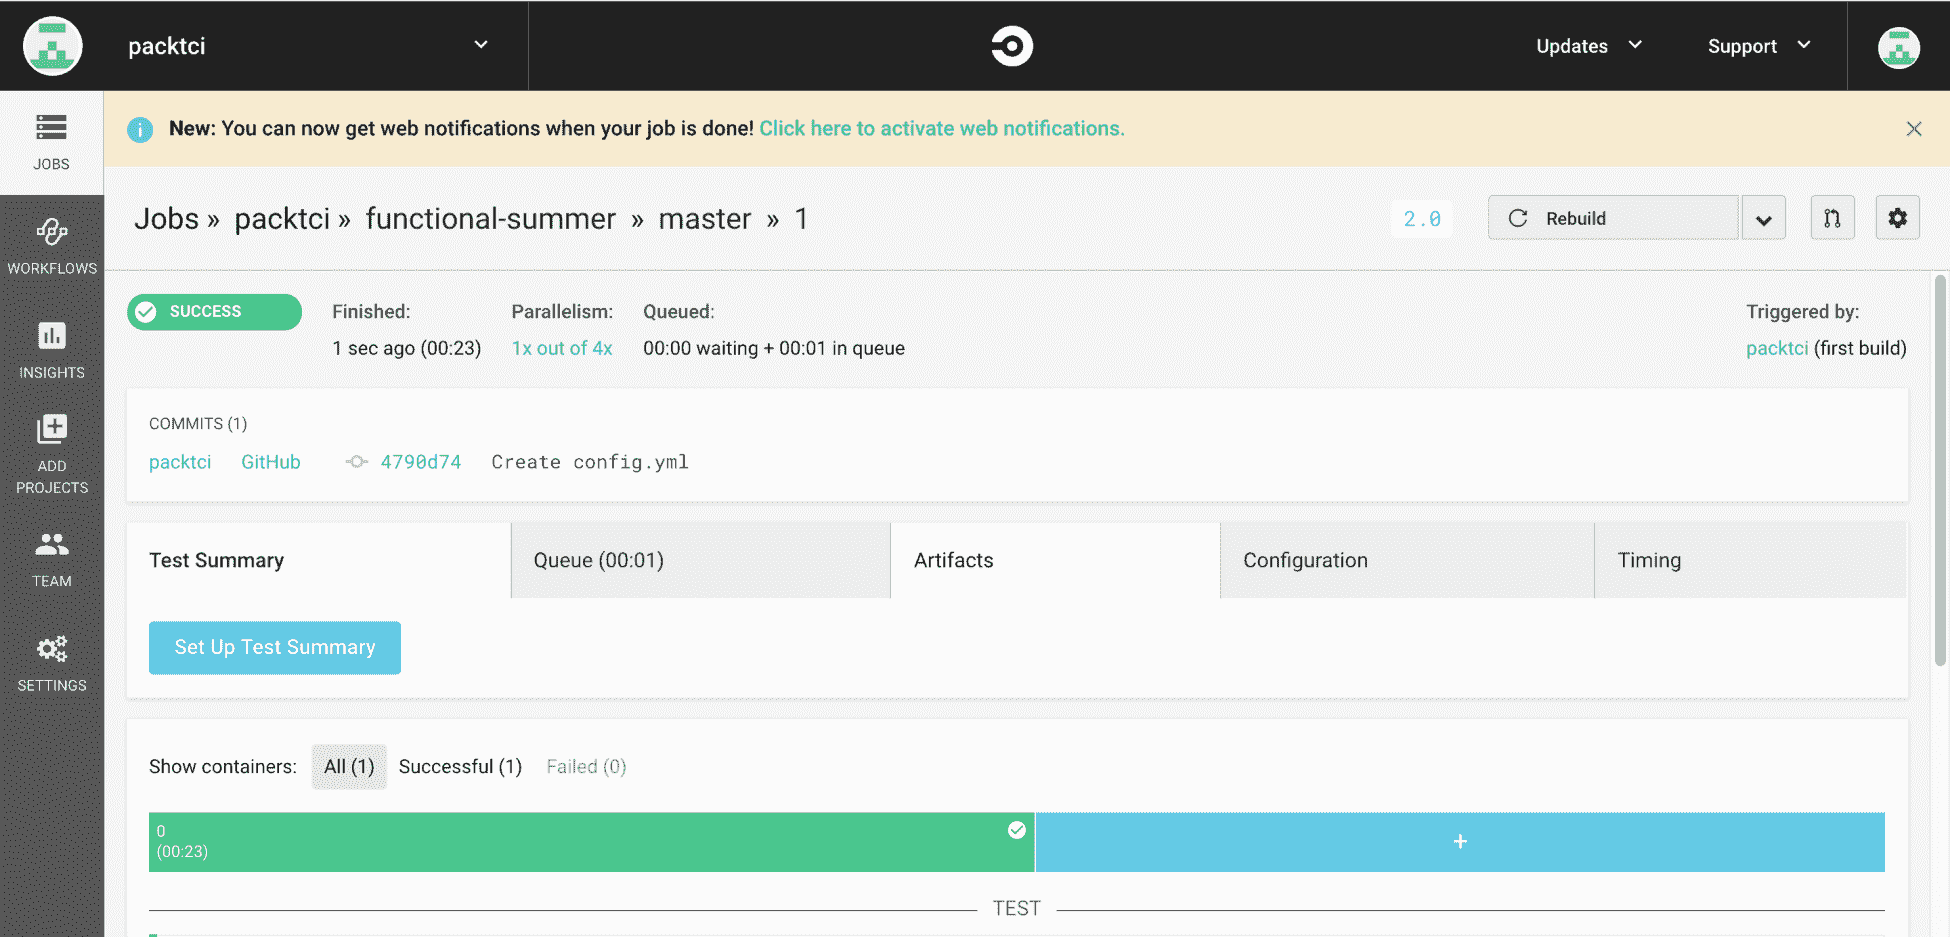 packtci
Updates
Support
JOBS
New: You can now get web notifications when your job is done! Click here to activate web notifications.
Jobs » packtci » functional-summer » master » 1
2.0
Rebuild
WORKFLOWS
SUCCESS
Finished:
1 sec ago (00:23)
Parallelism:
1x out of 4x
Queued:
00:00 waiting + 00:01 in queue
Triggered by:
packtci (first build)
INSIGHTS
COMMITS (1)
packtci GitHub 4790d74 Create config.yml
ADD
PROJECTS
TEAM
SETTINGS
Test Summary
Queue (00:01)
Artifacts
Configuration
Timing
Set Up Test Summary
Show containers: All (1) Successful (1) Failed (0)
0
(00:23)
+
TEST